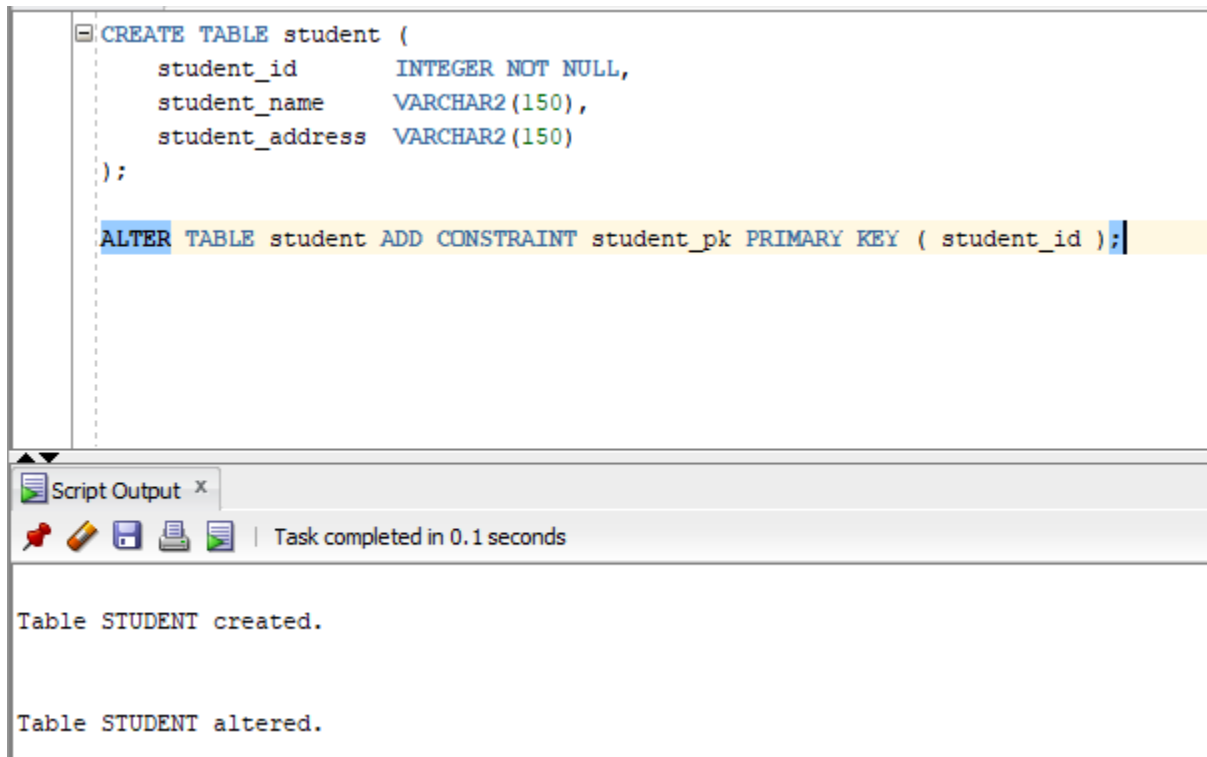 CREATE TABLE student (
    student_id       INTEGER NOT NULL,
    student_name     VARCHAR2(150),
    student_address  VARCHAR2(150)
);
ALTER TABLE student ADD CONSTRAINT student_pk PRIMARY KEY ( student_id );
Script Output x
Task completed in 0.1 seconds
Table STUDENT created.
Table STUDENT altered.